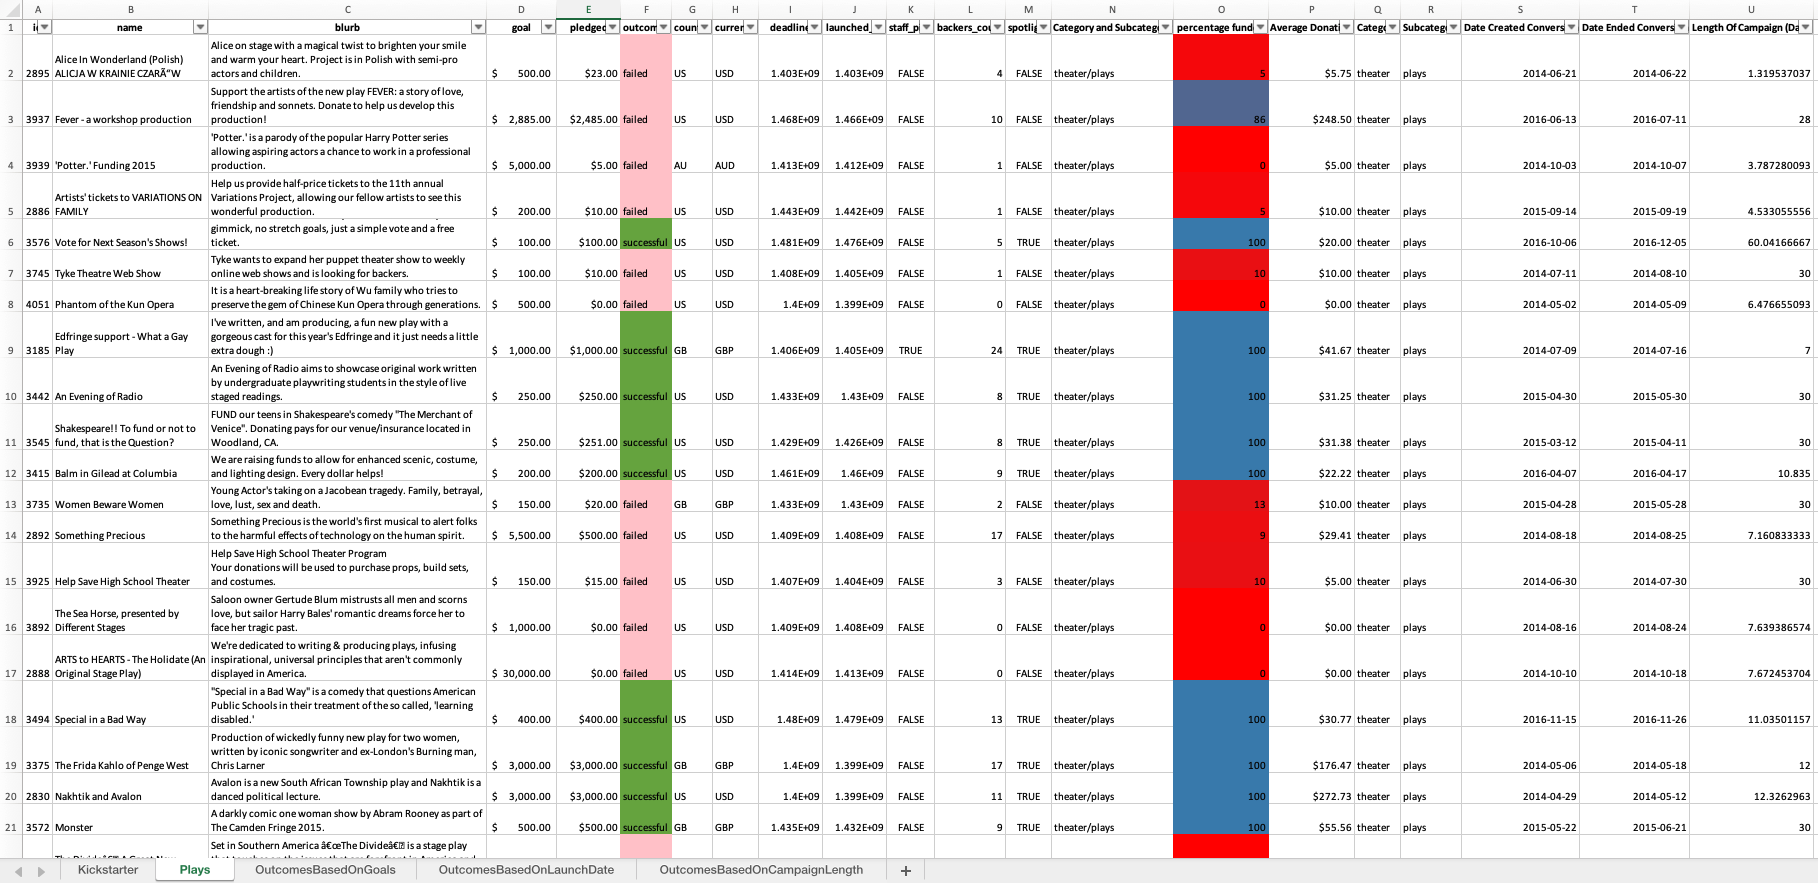 A B C D E F G H I J K L M N O P Q R S T U
1 i name blurb goal pledged outcom coun curren deadline launched_ staff_p backers_cou spotlig Category and Subcateg percentage fund Average Donati Catego Subcateg Date Created Convers Date Ended Convers Length Of Campaign (Da
Alice on stage with a magical twist to brighten your smile
Alice In Wonderland (Polish) and warm your heart. Project is in Polish with semi-pro
2 2895 ALICJA W KRAINIE CZARÃ“W actors and children. $ 500.00 $23.00 failed US USD 1.403E+09 1.403E+09 FALSE 4 FALSE theater/plays 5 $5.75 theater plays 2014-06-21 2014-06-22 1.319537037
Support the artists of the new play FEVER: a story of love,
friendship and sonnets. Donate to help us develop this
3 3937 Fever - a workshop production production! $ 2,885.00 $2,485.00 failed US USD 1.468E+09 1.466E+09 FALSE 10 FALSE theater/plays 86 $248.50 theater plays 2016-06-13 2016-07-11 28
'Potter.' is a parody of the popular Harry Potter series
allowing aspiring actors a chance to work in a professional
4 3939 'Potter.' Funding 2015 production. $ 5,000.00 $5.00 failed AU AUD 1.413E+09 1.412E+09 FALSE 1 FALSE theater/plays 0 $5.00 theater plays 2014-10-03 2014-10-07 3.787280093
Help us provide half-price tickets to the 11th annual
Artists' tickets to VARIATIONS ON Variations Project, allowing our fellow artists to see this
5 2886 FAMILY wonderful production. $ 200.00 $10.00 failed US USD 1.443E+09 1.442E+09 FALSE 1 FALSE theater/plays 5 $10.00 theater plays 2015-09-14 2015-09-19 4.533055556
gimmick, no stretch goals, just a simple vote and a free
6 3576 Vote for Next Season's Shows! ticket. $ 100.00 $100.00 successful US USD 1.481E+09 1.476E+09 FALSE 5 TRUE theater/plays 100 $20.00 theater plays 2016-10-06 2016-12-05 60.04166667
Tyke wants to expand her puppet theater show to weekly
7 3745 Tyke Theatre Web Show online web shows and is looking for backers. $ 100.00 $10.00 failed US USD 1.408E+09 1.405E+09 FALSE 1 FALSE theater/plays 10 $10.00 theater plays 2014-07-11 2014-08-10 30
It is a heart-breaking life story of Wu family who tries to
8 4051 Phantom of the Kun Opera preserve the gem of Chinese Kun Opera through generations. $ 500.00 $0.00 failed US USD 1.4E+09 1.399E+09 FALSE 0 FALSE theater/plays 0 $0.00 theater plays 2014-05-02 2014-05-09 6.476655093
I've written, and am producing, a fun new play with a
Edfringe support - What a Gay gorgeous cast for this year's Edfringe and it just needs a little
9 3185 Play extra dough :) $ 1,000.00 $1,000.00 successful GB GBP 1.406E+09 1.405E+09 TRUE 24 TRUE theater/plays 100 $41.67 theater plays 2014-07-09 2014-07-16 7
An Evening of Radio aims to showcase original work written
by undergraduate playwriting students in the style of live
10 3442 An Evening of Radio staged readings. $ 250.00 $250.00 successful US USD 1.433E+09 1.43E+09 FALSE 8 TRUE theater/plays 100 $31.25 theater plays 2015-04-30 2015-05-30 30
FUND our teens in Shakespeare's comedy "The Merchant of
Shakespeare!! To fund or not to Venice". Donating pays for our venue/insurance located in
11 3545 fund, that is the Question? Woodland, CA. $ 250.00 $251.00 successful US USD 1.429E+09 1.426E+09 FALSE 8 TRUE theater/plays 100 $31.38 theater plays 2015-03-12 2015-04-11 30
We are raising funds to allow for enhanced scenic, costume,
12 3415 Balm in Gilead at Columbia and lighting design. Every dollar helps! $ 200.00 $200.00 successful US USD 1.461E+09 1.46E+09 FALSE 9 TRUE theater/plays 100 $22.22 theater plays 2016-04-07 2016-04-17 10.835
Young Actor's taking on a Jacobean tragedy. Family, betrayal,
13 3735 Women Beware Women love, lust, sex and death. $ 150.00 $20.00 failed GB GBP 1.433E+09 1.43E+09 FALSE 2 FALSE theater/plays 13 $10.00 theater plays 2015-04-28 2015-05-28 30
Something Precious is the world's first musical to alert folks
14 2892 Something Precious to the harmful effects of technology on the human spirit. $ 5,500.00 $500.00 failed US USD 1.409E+09 1.408E+09 FALSE 17 FALSE theater/plays 9 $29.41 theater plays 2014-08-18 2014-08-25 7.160833333
Help Save High School Theater Program
Your donations will be used to purchase props, build sets,
15 3925 Help Save High School Theater and costumes. $ 150.00 $15.00 failed US USD 1.407E+09 1.404E+09 FALSE 3 FALSE theater/plays 10 $5.00 theater plays 2014-06-30 2014-07-30 30
Saloon owner Gertude Blum mistrusts all men and scorns
The Sea Horse, presented by love, but sailor Harry Bales' romantic dreams force her to
16 3892 Different Stages face her tragic past. $ 1,000.00 $0.00 failed US USD 1.409E+09 1.408E+09 FALSE 0 FALSE theater/plays 0 $0.00 theater plays 2014-08-16 2014-08-24 7.639386574
We're dedicated to writing & producing plays, infusing
ARTS to HEARTS - The Holidate (An inspirational, universal principles that aren't commonly
17 2888 Original Stage Play) displayed in America. $ 30,000.00 $0.00 failed US USD 1.414E+09 1.413E+09 FALSE 0 FALSE theater/plays 0 $0.00 theater plays 2014-10-10 2014-10-18 7.672453704
"Special in a Bad Way" is a comedy that questions American
Public Schools in their treatment of the so called, 'learning
18 3494 Special in a Bad Way disabled.' $ 400.00 $400.00 successful US USD 1.48E+09 1.479E+09 FALSE 13 TRUE theater/plays 100 $30.77 theater plays 2016-11-15 2016-11-26 11.03501157
Production of wickedly funny new play for two women,
written by iconic songwriter and ex-London's Burning man,
19 3375 The Frida Kahlo of Penge West Chris Larner $ 3,000.00 $3,000.00 successful GB GBP 1.4E+09 1.399E+09 FALSE 17 TRUE theater/plays 100 $176.47 theater plays 2014-05-06 2014-05-18 12
Avalon is a new South African Township play and Nakhtik is a
20 2830 Nakhtik and Avalon danced political lecture. $ 3,000.00 $3,000.00 successful US USD 1.4E+09 1.399E+09 FALSE 11 TRUE theater/plays 100 $272.73 theater plays 2014-04-29 2014-05-12 12.3262963
A darkly comic one woman show by Abram Rooney as part of
21 3572 Monster The Camden Fringe 2015. $ 500.00 $500.00 successful GB GBP 1.435E+09 1.432E+09 FALSE 9 TRUE theater/plays 100 $55.56 theater plays 2015-05-22 2015-06-21 30
Set in Southern America â€œThe Divideâ€ is a stage play
Kickstarter Plays OutcomesBasedOnGoals OutcomesBasedOnLaunchDate OutcomesBasedOnCampaignLength +